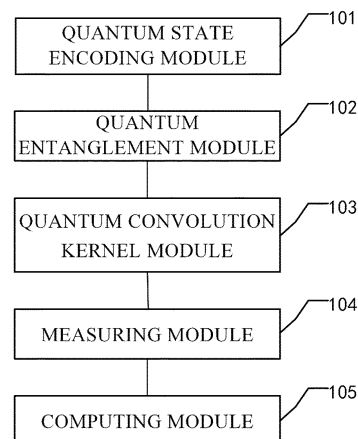 101
QUANTUM STATE
ENCODING MODULE
102
QUANTUM
ENTANGLEMENT MODULE
103
QUANTUM CONVOLUTION
KERNEL MODULE
104
MEASURING MODULE
105
COMPUTING MODULE